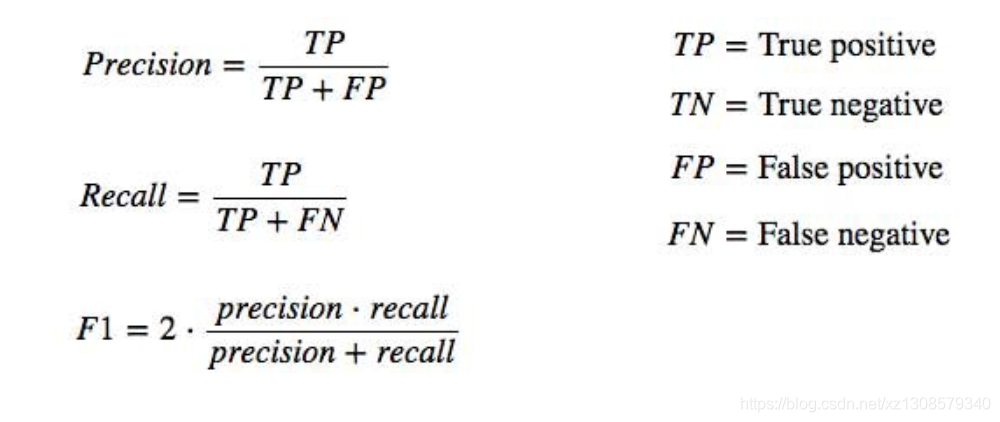 Precision = TP / (TP + FP)
Recall = TP / (TP + FN)
F1 = 2 · (precision · recall) / (precision + recall)
TP = True positive
TN = True negative
FP = False positive
FN = False negative
https://blog.csdn.net/xz1308579340